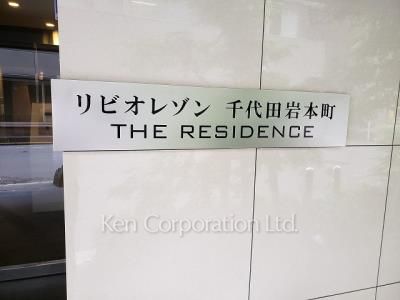 リビオレゾン 千代田岩本町
THE RESIDENCE
Ken Corporation Ltd.